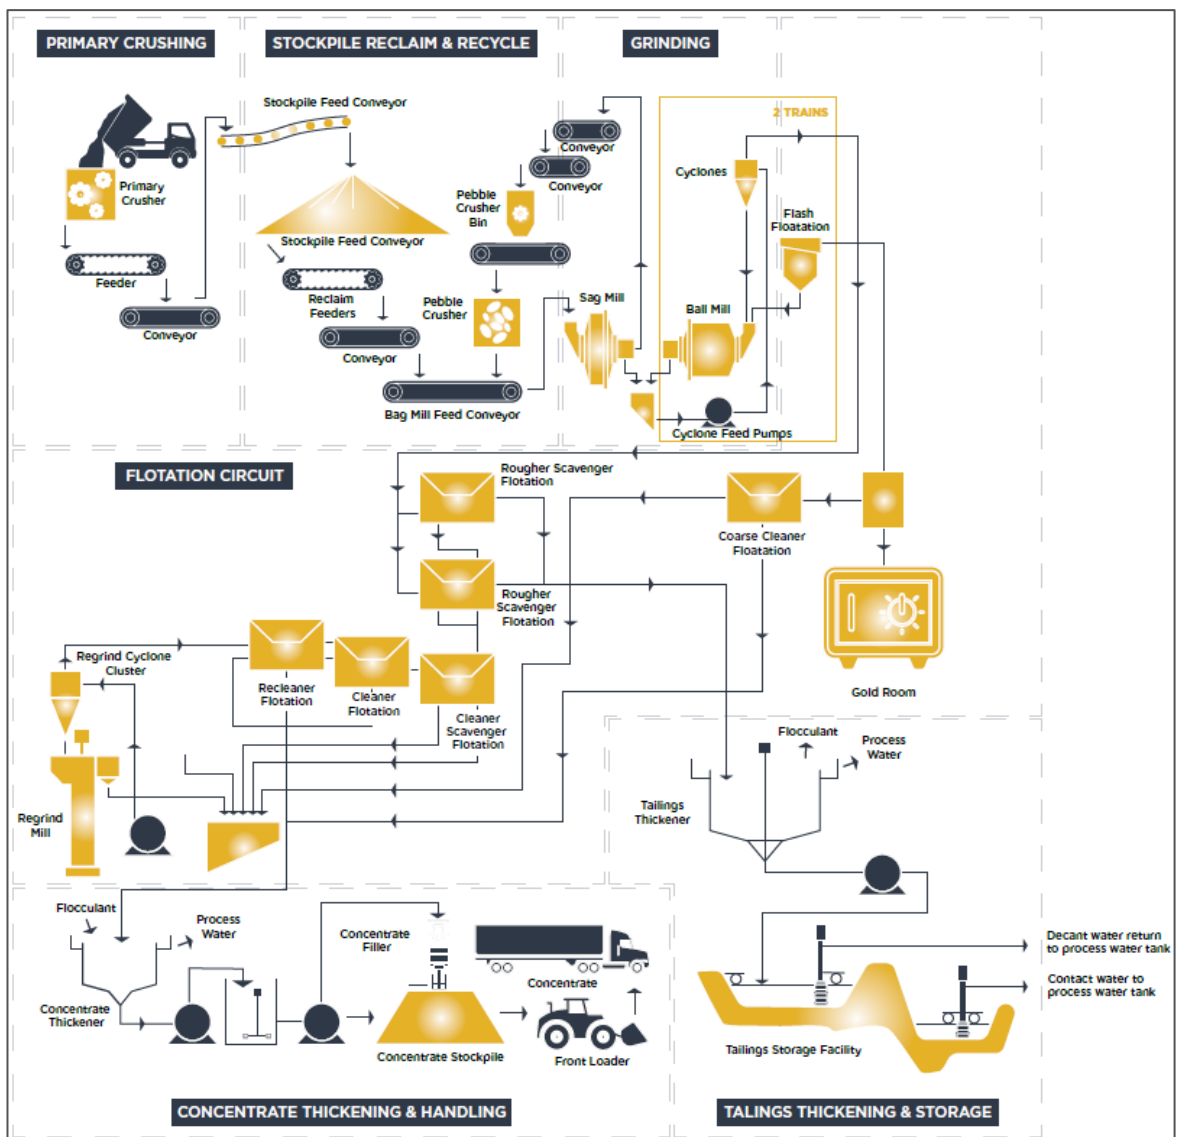 PRIMARY CRUSHING
STOCKPILE RECLAIM & RECYCLE
GRINDING
Stockpile Feed Conveyor
2 TRAINS
Conveyor
Cyclones
Conveyor
Primary
Crusher
Pebble
Crusher
Bin
Flash
Floatation
Stockpile Feed Conveyor
Feeder
Reclaim
Feeders
Pebble
Crusher
Sag Mill
Ball Mill
Conveyor
Conveyor
Bag Mill Feed Conveyor
Cyclone Feed Pumps
FLOTATION CIRCUIT
Rougher Scavenger
Flotation
Coarse Cleaner
Floatation
Rougher
Scavenger
Flotation
Regrind Cyclone
Cluster
Recleaner
Flotation
Cleaner
Flotation
Cleaner
Scavenger
Flotation
Gold Room
Flocculant
Process
Water
Tailings
Thickener
Regrind
Mill
Flocculant
Process
Water
Concentrate
Filler
Concentrate
Concentrate
Thickener
Concentrate Stockpile
Front Loader
Decant water return
to process water tank
Contact water to
process water tank
Tailings Storage Facility
CONCENTRATE THICKENING & HANDLING
TALINGS THICKENING & STORAGE